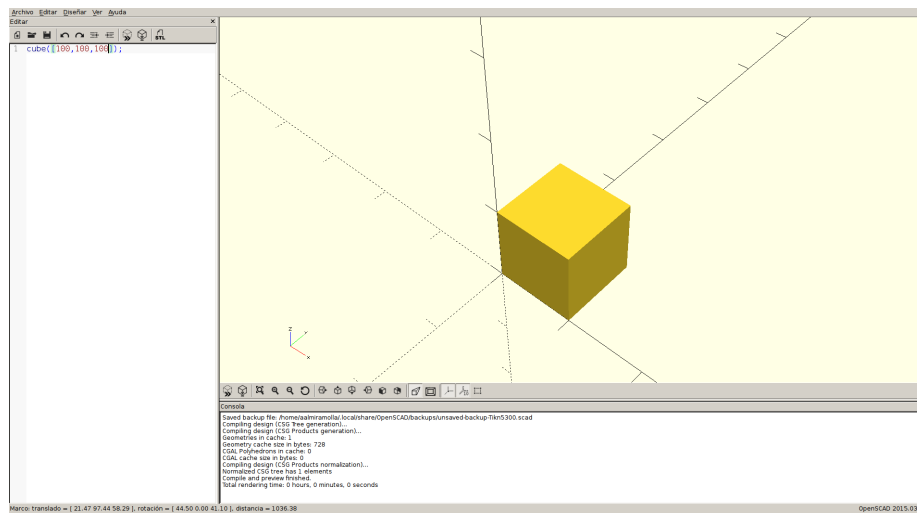 Archivo Editar Diseñar Ver Ayuda
Editar
STL
1 cube([100,100,100]);
z
y
x
Consola
Saved backup file: /home/aalmiramolla/.local/share/OpenSCAD/backups/unsaved-backup-Tikn5300.scad
Compiling design (CSG Tree generation)...
Compiling design (CSG Products generation)...
Geometries in cache: 1
Geometry cache size in bytes: 728
CGAL Polyhedrons in cache: 0
CGAL cache size in bytes: 0
Compiling design (CSG Products normalization)...
Normalized CSG tree has 1 elements
Compile and preview finished.
Total rendering time: 0 hours, 0 minutes, 0 seconds
Marco: translado = [ 21.47 97.44 58.29 ], rotación = [ 44.50 0.00 41.10 ], distancia = 1036.38
OpenSCAD 2015.03